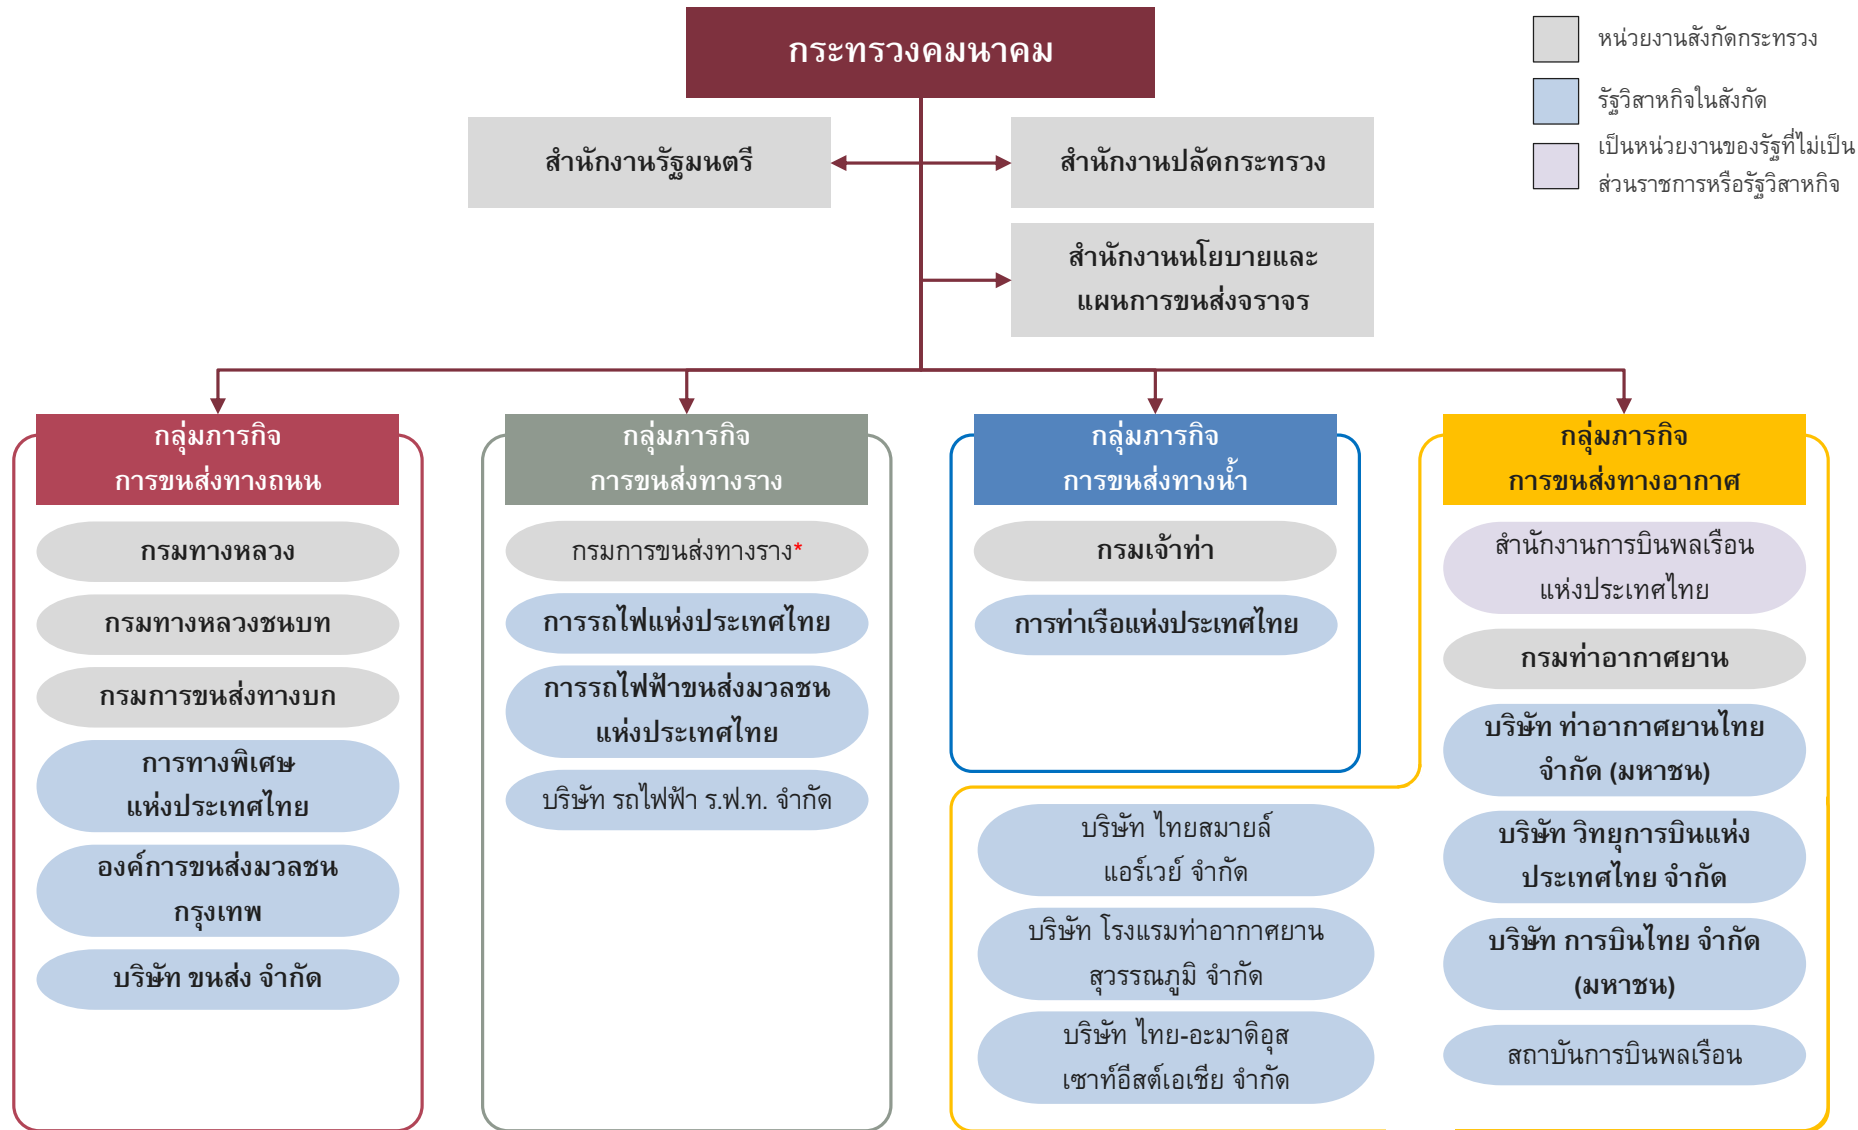 กระทรวงคมนาคม
หน่วยงานสังกัดกระทรวง
รัฐวิสาหกิจในสังกัด
เป็นหน่วยงานของรัฐที่ไม่เป็น
ส่วนราชการหรือรัฐวิสาหกิจ
สำนักงานรัฐมนตรี
สำนักงานปลัดกระทรวง
สำนักงานนโยบายและ
แผนการขนส่งจราจร
กลุ่มภารกิจ
การขนส่งทางถนน
กรมทางหลวง
กรมทางหลวงชนบท
กรมการขนส่งทางบก
การทางพิเศษ
แห่งประเทศไทย
องค์การขนส่งมวลชน
กรุงเทพ
บริษัท ขนส่ง จำกัด
กลุ่มภารกิจ
การขนส่งทางราง
กรมการขนส่งทางราง*
การรถไฟแห่งประเทศไทย
การรถไฟฟ้าขนส่งมวลชน
แห่งประเทศไทย
บริษัท รถไฟฟ้า ร.ฟ.ท. จำกัด
กลุ่มภารกิจ
การขนส่งทางน้ำ
กรมเจ้าท่า
การท่าเรือแห่งประเทศไทย
กลุ่มภารกิจ
การขนส่งทางอากาศ
สำนักงานการบินพลเรือน
แห่งประเทศไทย
กรมท่าอากาศยาน
บริษัท ท่าอากาศยานไทย
จำกัด (มหาชน)
บริษัท วิทยุการบินแห่ง
ประเทศไทย จำกัด
บริษัท การบินไทย จำกัด
(มหาชน)
สถาบันการบินพลเรือน
บริษัท ไทยสมายล์
แอร์เวย์ จำกัด
บริษัท โรงแรมท่าอากาศยาน
สุวรรณภูมิ จำกัด
บริษัท ไทย-อะมาดิอุส
เซาท์อีสต์เอเชีย จำกัด